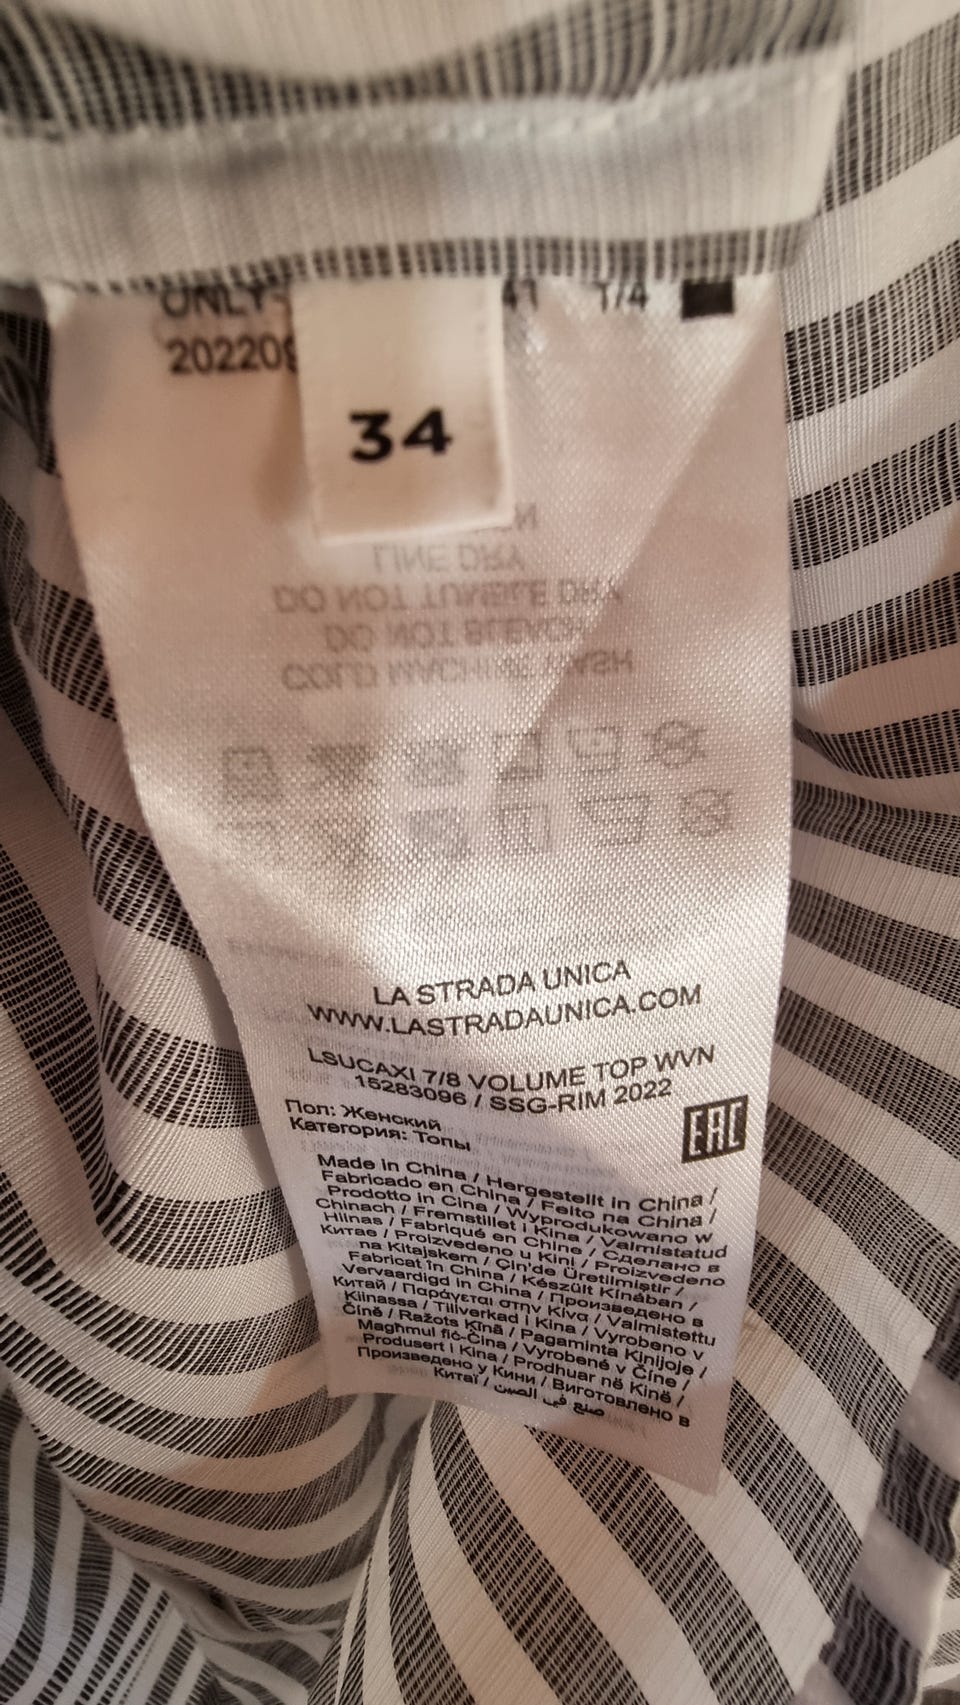 ONLY- 41 1/4
202209
34
LINE DRY
DO NOT TUMBLE DRY
DO NOT BLEACH
COLD MACHINE WASH
LA STRADA UNICA
WWW.LASTRADAUNICA.COM
LSUCAXI 7/8 VOLUME TOP WVN
15283096 / SSG-RIM 2022
EAC
Пол: Женский
Категория: Топы
Made in China / Hergestellt in China /
Fabricado en China / Feito na China /
Prodotto in Cina / Wyprodukowano w
Chinach / Fremstillet i Kina / Valmistatud
Hiinas / Fabriqué en Chine / Сделано в
Китае / Proizvedeno u Kini / Proizvedeno
na Kitajskem / Çin'de Üretilmiştir /
Fabricat în China / Készült Kínában /
Vervaardigd in China / Произведено в
Китай / Παράγεται στην Κίνα / Valmistettu
Kiinassa / Tillverkad i Kina / Vyrobeno v
Číně / Ražots Ķīnā / Pagaminta Kinijoje /
Magħmul fiċ-Ċina / Vyrobené v Číne /
Produsert i Kina / Prodhuar në Kinë /
Произведено у Кини / Виготовлено в
Китаї / صنع في الصين